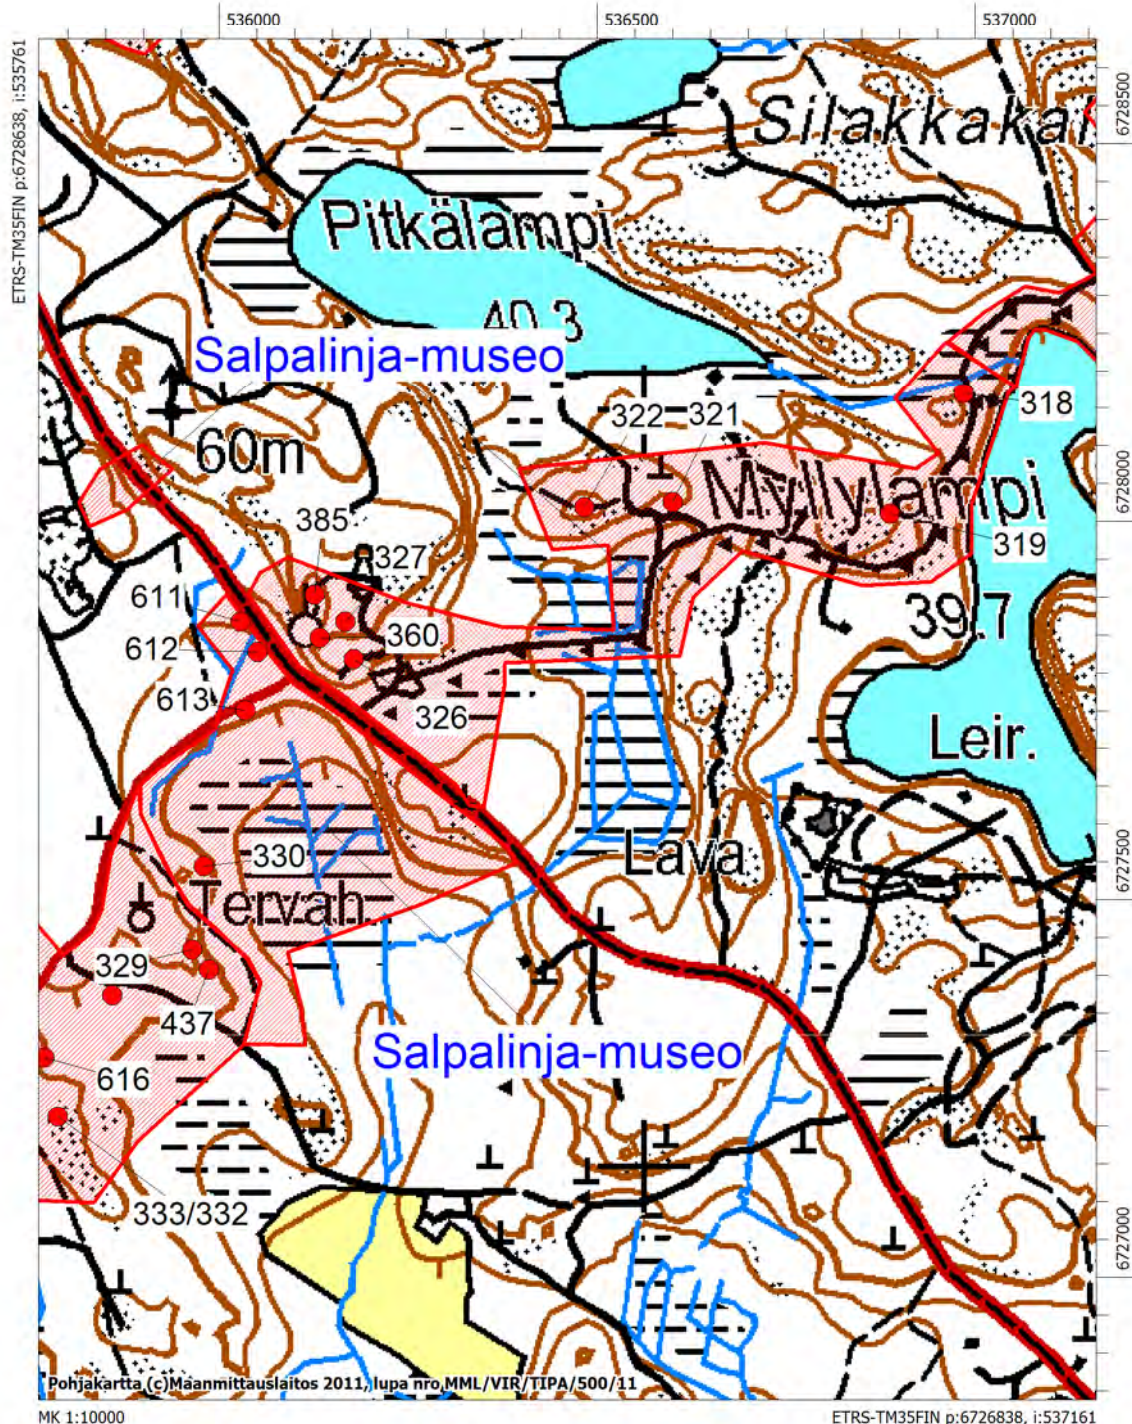 536000
536500
537000
ETRS-TM35FIN p:6728638, i:535761
6728500
Silakkakal
Pitkälampi
40.3
Salpalinja-museo
322
321
318
60m
6728000
Myllylampi
385
319
327
611
39.7
612
360
613
326
Leir.
6727500
330
Lava
Tervah.
329
437
Salpalinja-museo
616
333/332
6727000
Pohjakartta (c)Maanmittauslaitos 2011, lupa nro MML/VIR/TIPA/500/11
MK 1:10000
ETRS-TM35FIN p:6726838, i:537161